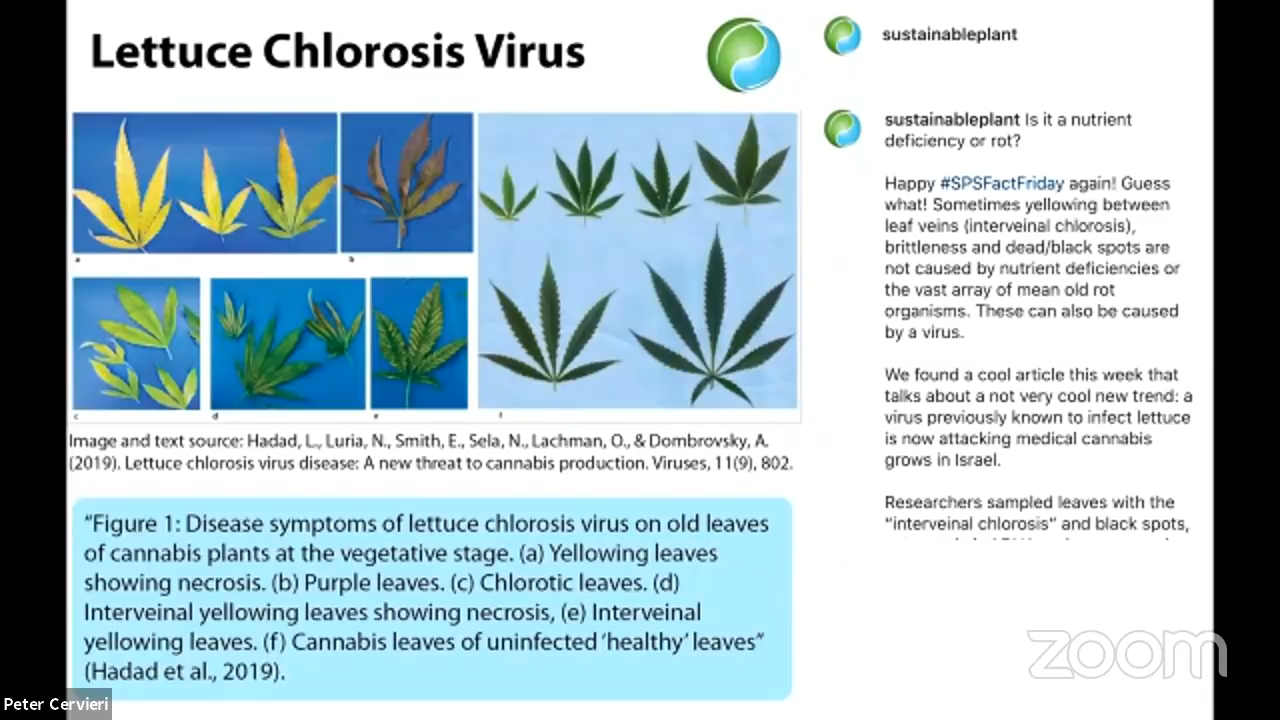 Lettuce Chlorosis Virus
a
b
c
d
e
f
Image and text source: Hadad, L., Luria, N., Smith, E., Sela, N., Lachman, O., & Dombrovsky, A.
(2019). Lettuce chlorosis virus disease: A new threat to cannabis production. Viruses, 11(9), 802.
“Figure 1: Disease symptoms of lettuce chlorosis virus on old leaves
of cannabis plants at the vegetative stage. (a) Yellowing leaves
showing necrosis. (b) Purple leaves. (c) Chlorotic leaves. (d)
Interveinal yellowing leaves showing necrosis, (e) Interveinal
yellowing leaves. (f) Cannabis leaves of uninfected ‘healthy’ leaves”
(Hadad et al., 2019).
sustainableplant
sustainableplant Is it a nutrient
deficiency or rot?
Happy #SPSFactFriday again! Guess
what! Sometimes yellowing between
leaf veins (interveinal chlorosis),
brittleness and dead/black spots are
not caused by nutrient deficiencies or
the vast array of mean old rot
organisms. These can also be caused
by a virus.
We found a cool article this week that
talks about a not very cool new trend: a
virus previously known to infect lettuce
is now attacking medical cannabis
grows in Israel.
Researchers sampled leaves with the
“interveinal chlorosis” and black spots,
zoom
Peter Cervieri